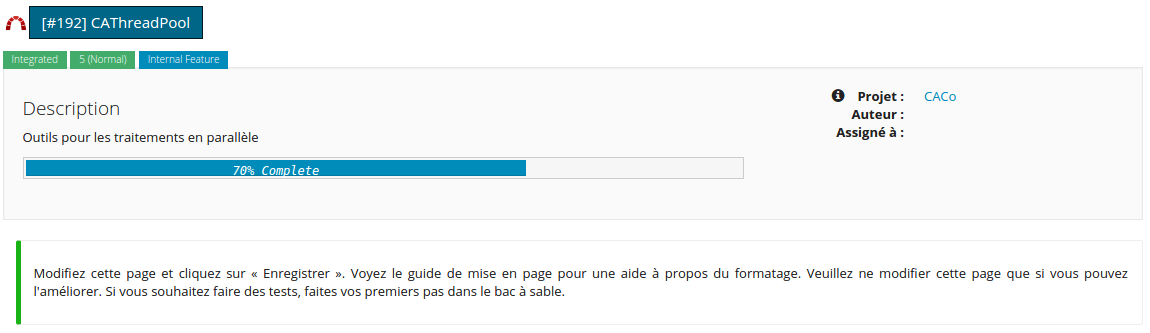 [#192] CAThreadPool
Integrated 5 (Normal) Internal Feature
Description
Outils pour les traitements en parallèle
70% Complete
Projet : CACo
Auteur :
Assigné à :
Modifiez cette page et cliquez sur « Enregistrer ». Voyez le guide de mise en page pour une aide à propos du formatage. Veuillez ne modifier cette page que si vous pouvez
l'améliorer. Si vous souhaitez faire des tests, faites vos premiers pas dans le bac à sable.